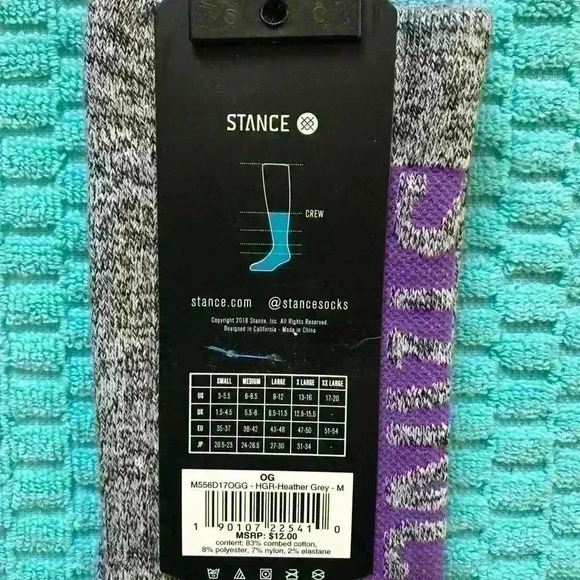 STANCE
CREW
stance.com @stancesocks
Copyright 2018 Stance, Inc. All Rights Reserved.
Designed in California - Made in China
SMALL MEDIUM LARGE X LARGE XX LARGE
US 3-5.5 6-8.5 9-12 13-16 17-20
UK 1.5-4.5 5.5-8 8.5-11.5 12.5-15.5 -
EU 35-37 38-42 43-46 47-50 51-54
JP 20.5-23 24-26.5 27-30 31-34 -
OG
M556D17OGG - HGR-Heather Grey - M
1 90107 22541 0
MSRP: $12.00
content: 83% combed cotton,
8% polyester, 7% nylon, 2% elastane